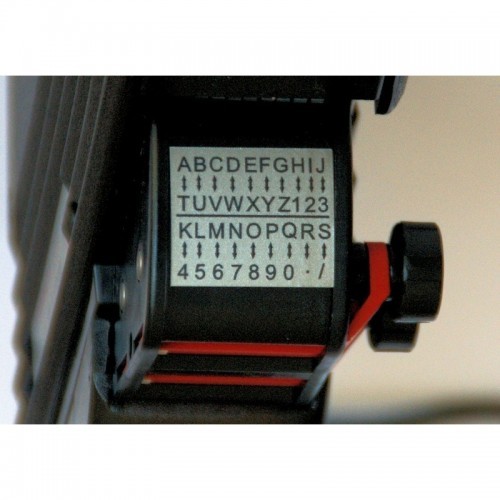 ABCDEFGHIJ
TUVWXYZ123
KLMNOPQRS
4567890·/